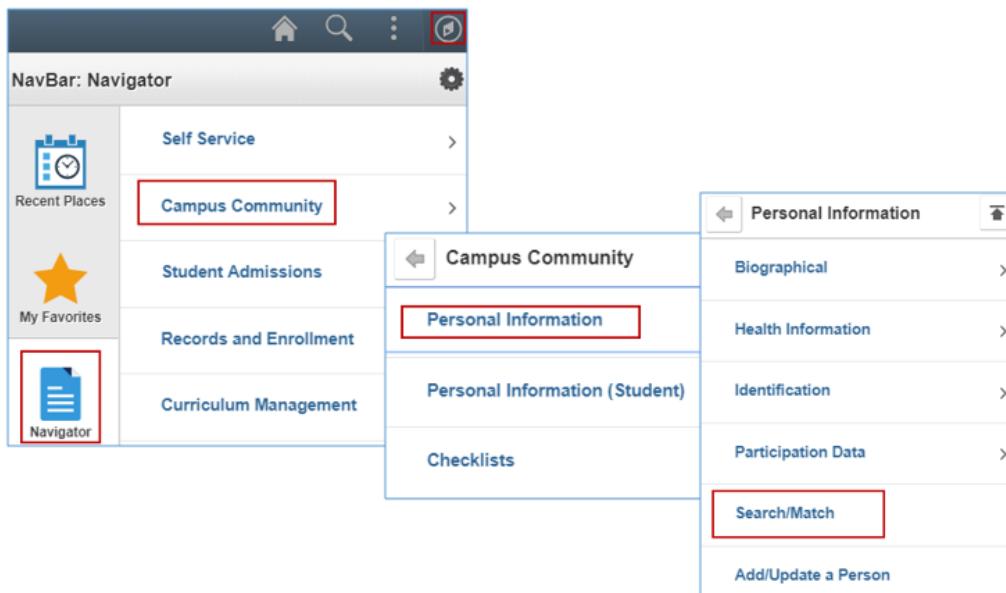 NavBar: Navigator
Recent Places
My Favorites
Navigator
Self Service
Campus Community
Student Admissions
Records and Enrollment
Curriculum Management
Campus Community
Personal Information
Personal Information (Student)
Checklists
Personal Information
Biographical
Health Information
Identification
Participation Data
Search/Match
Add/Update a Person